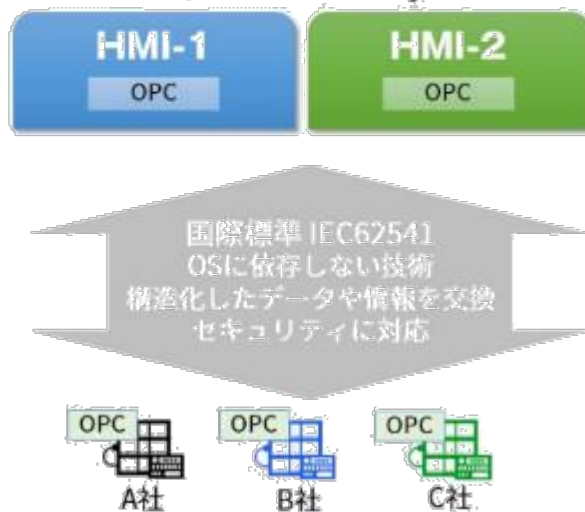 HMI-1
HMI-2
OPC
OPC
国際標準 IEC62541
OSに依存しない技術
構造化したデータや情報を交換
セキュリティに対応
OPC
OPC
OPC
A社
B社
C社